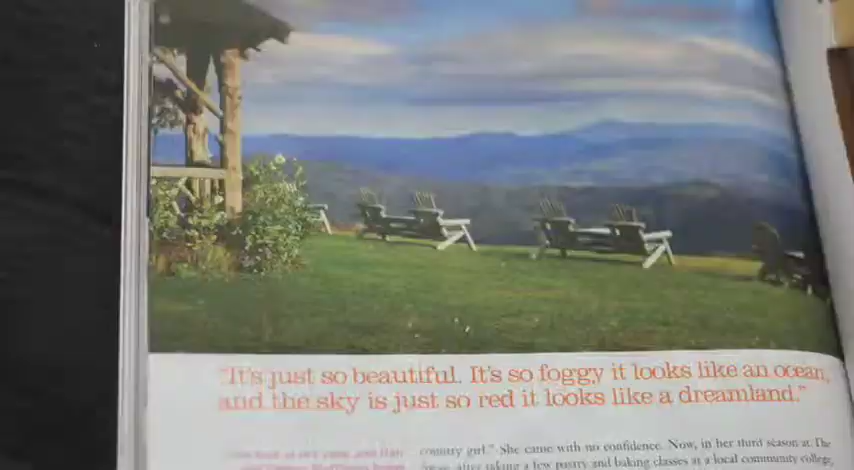 "It's just so beautiful. It's so foggy it looks like an ocean,
and the sky is just so red it looks like a dreamland."
country girl." She came with no confidence. Now, in her third season at The
after taking a few pastry and baking classes at a local community college,